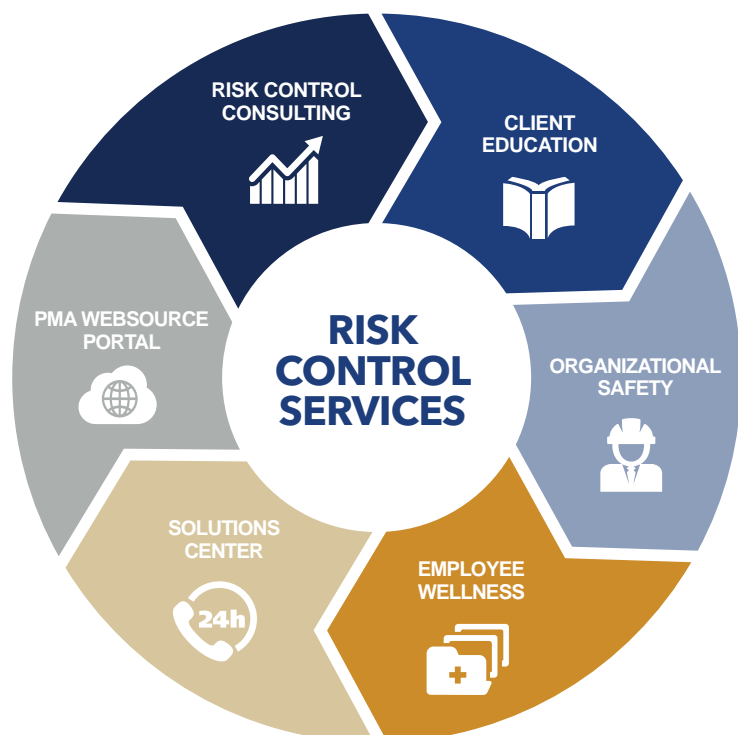 RISK CONTROL
CONSULTING
CLIENT
EDUCATION
ORGANIZATIONAL
SAFETY
EMPLOYEE
WELLNESS
24h
SOLUTIONS
CENTER
PMA WEBSOURCE
PORTAL
RISK
CONTROL
SERVICES